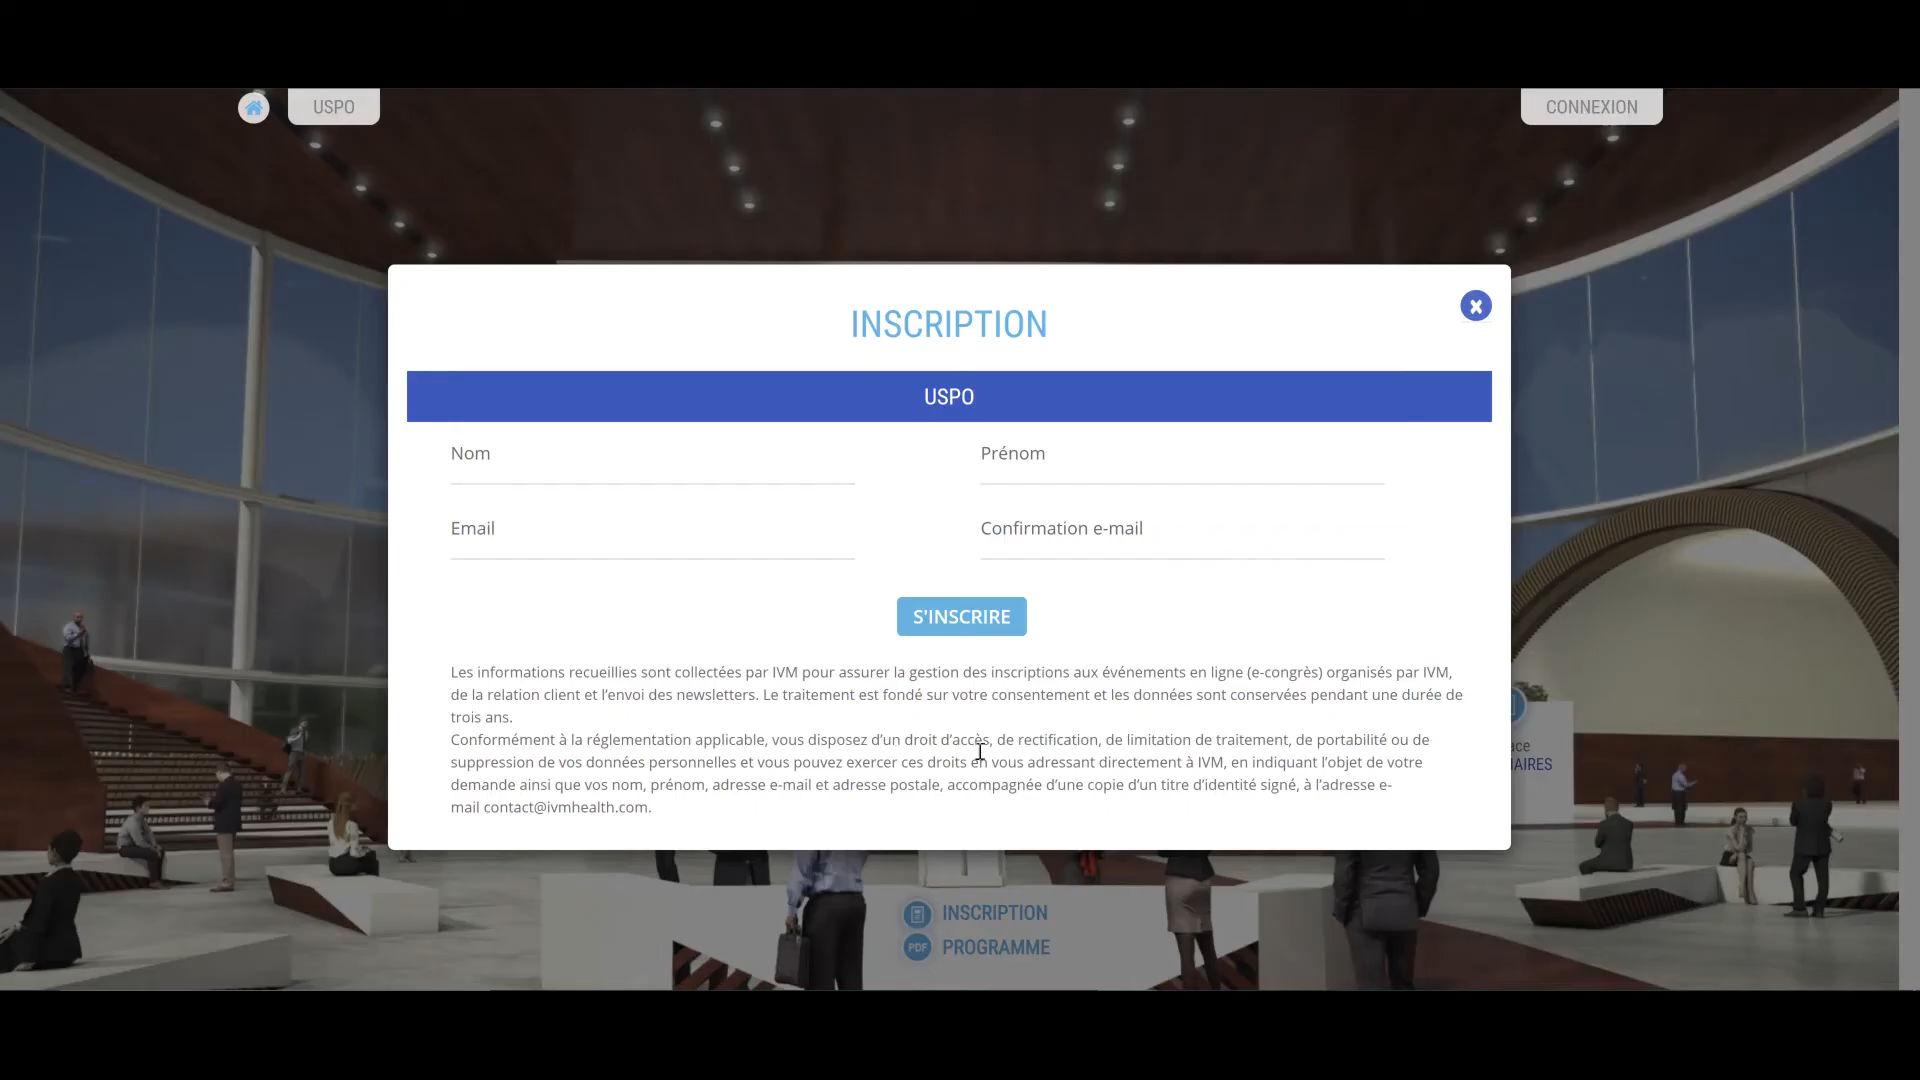 USPO
CONNEXION
INSCRIPTION
USPO
Nom
Prénom
Email
Confirmation e-mail
S'INSCRIRE
Les informations recueillies sont collectées par IVM pour assurer la gestion des inscriptions aux événements en ligne (e-congrès) organisés par IVM,
de la relation client et l’envoi des newsletters. Le traitement est fondé sur votre consentement et les données sont conservées pendant une durée de
trois ans.
Conformément à la réglementation applicable, vous disposez d’un droit d’accès, de rectification, de limitation de traitement, de portabilité ou de
suppression de vos données personnelles et vous pouvez exercer ces droits en vous adressant directement à IVM, en indiquant l’objet de votre
demande ainsi que vos nom, prénom, adresse e-mail et adresse postale, accompagnée d’une copie d’un titre d’identité signé, à l’adresse e-
mail contact@ivmhealth.com.
INSCRIPTION
PDF PROGRAMME